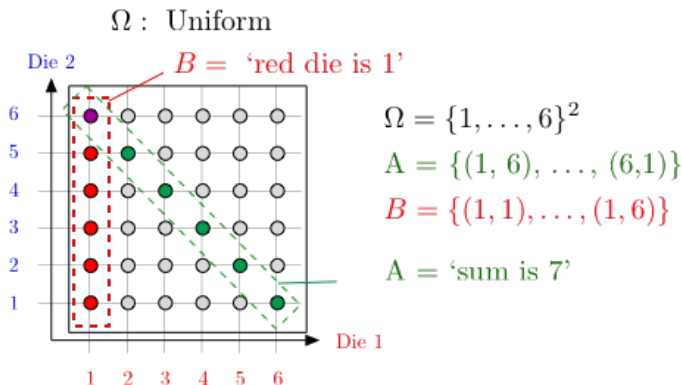 Ω : Uniform
Die 2
B = ‘red die is 1’
6
5
4
3
2
1
Ω = {1, . . . , 6}²
A = {(1, 6), . . . , (6,1)}
B = {(1, 1), . . . , (1, 6)}
A = ‘sum is 7’
Die 1
1 2 3 4 5 6